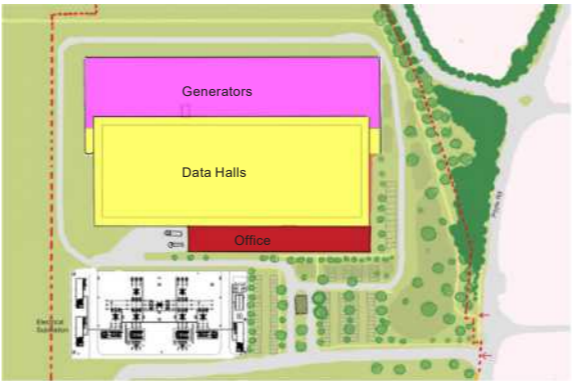 Generators
Data Halls
Office
Electrical
Substation